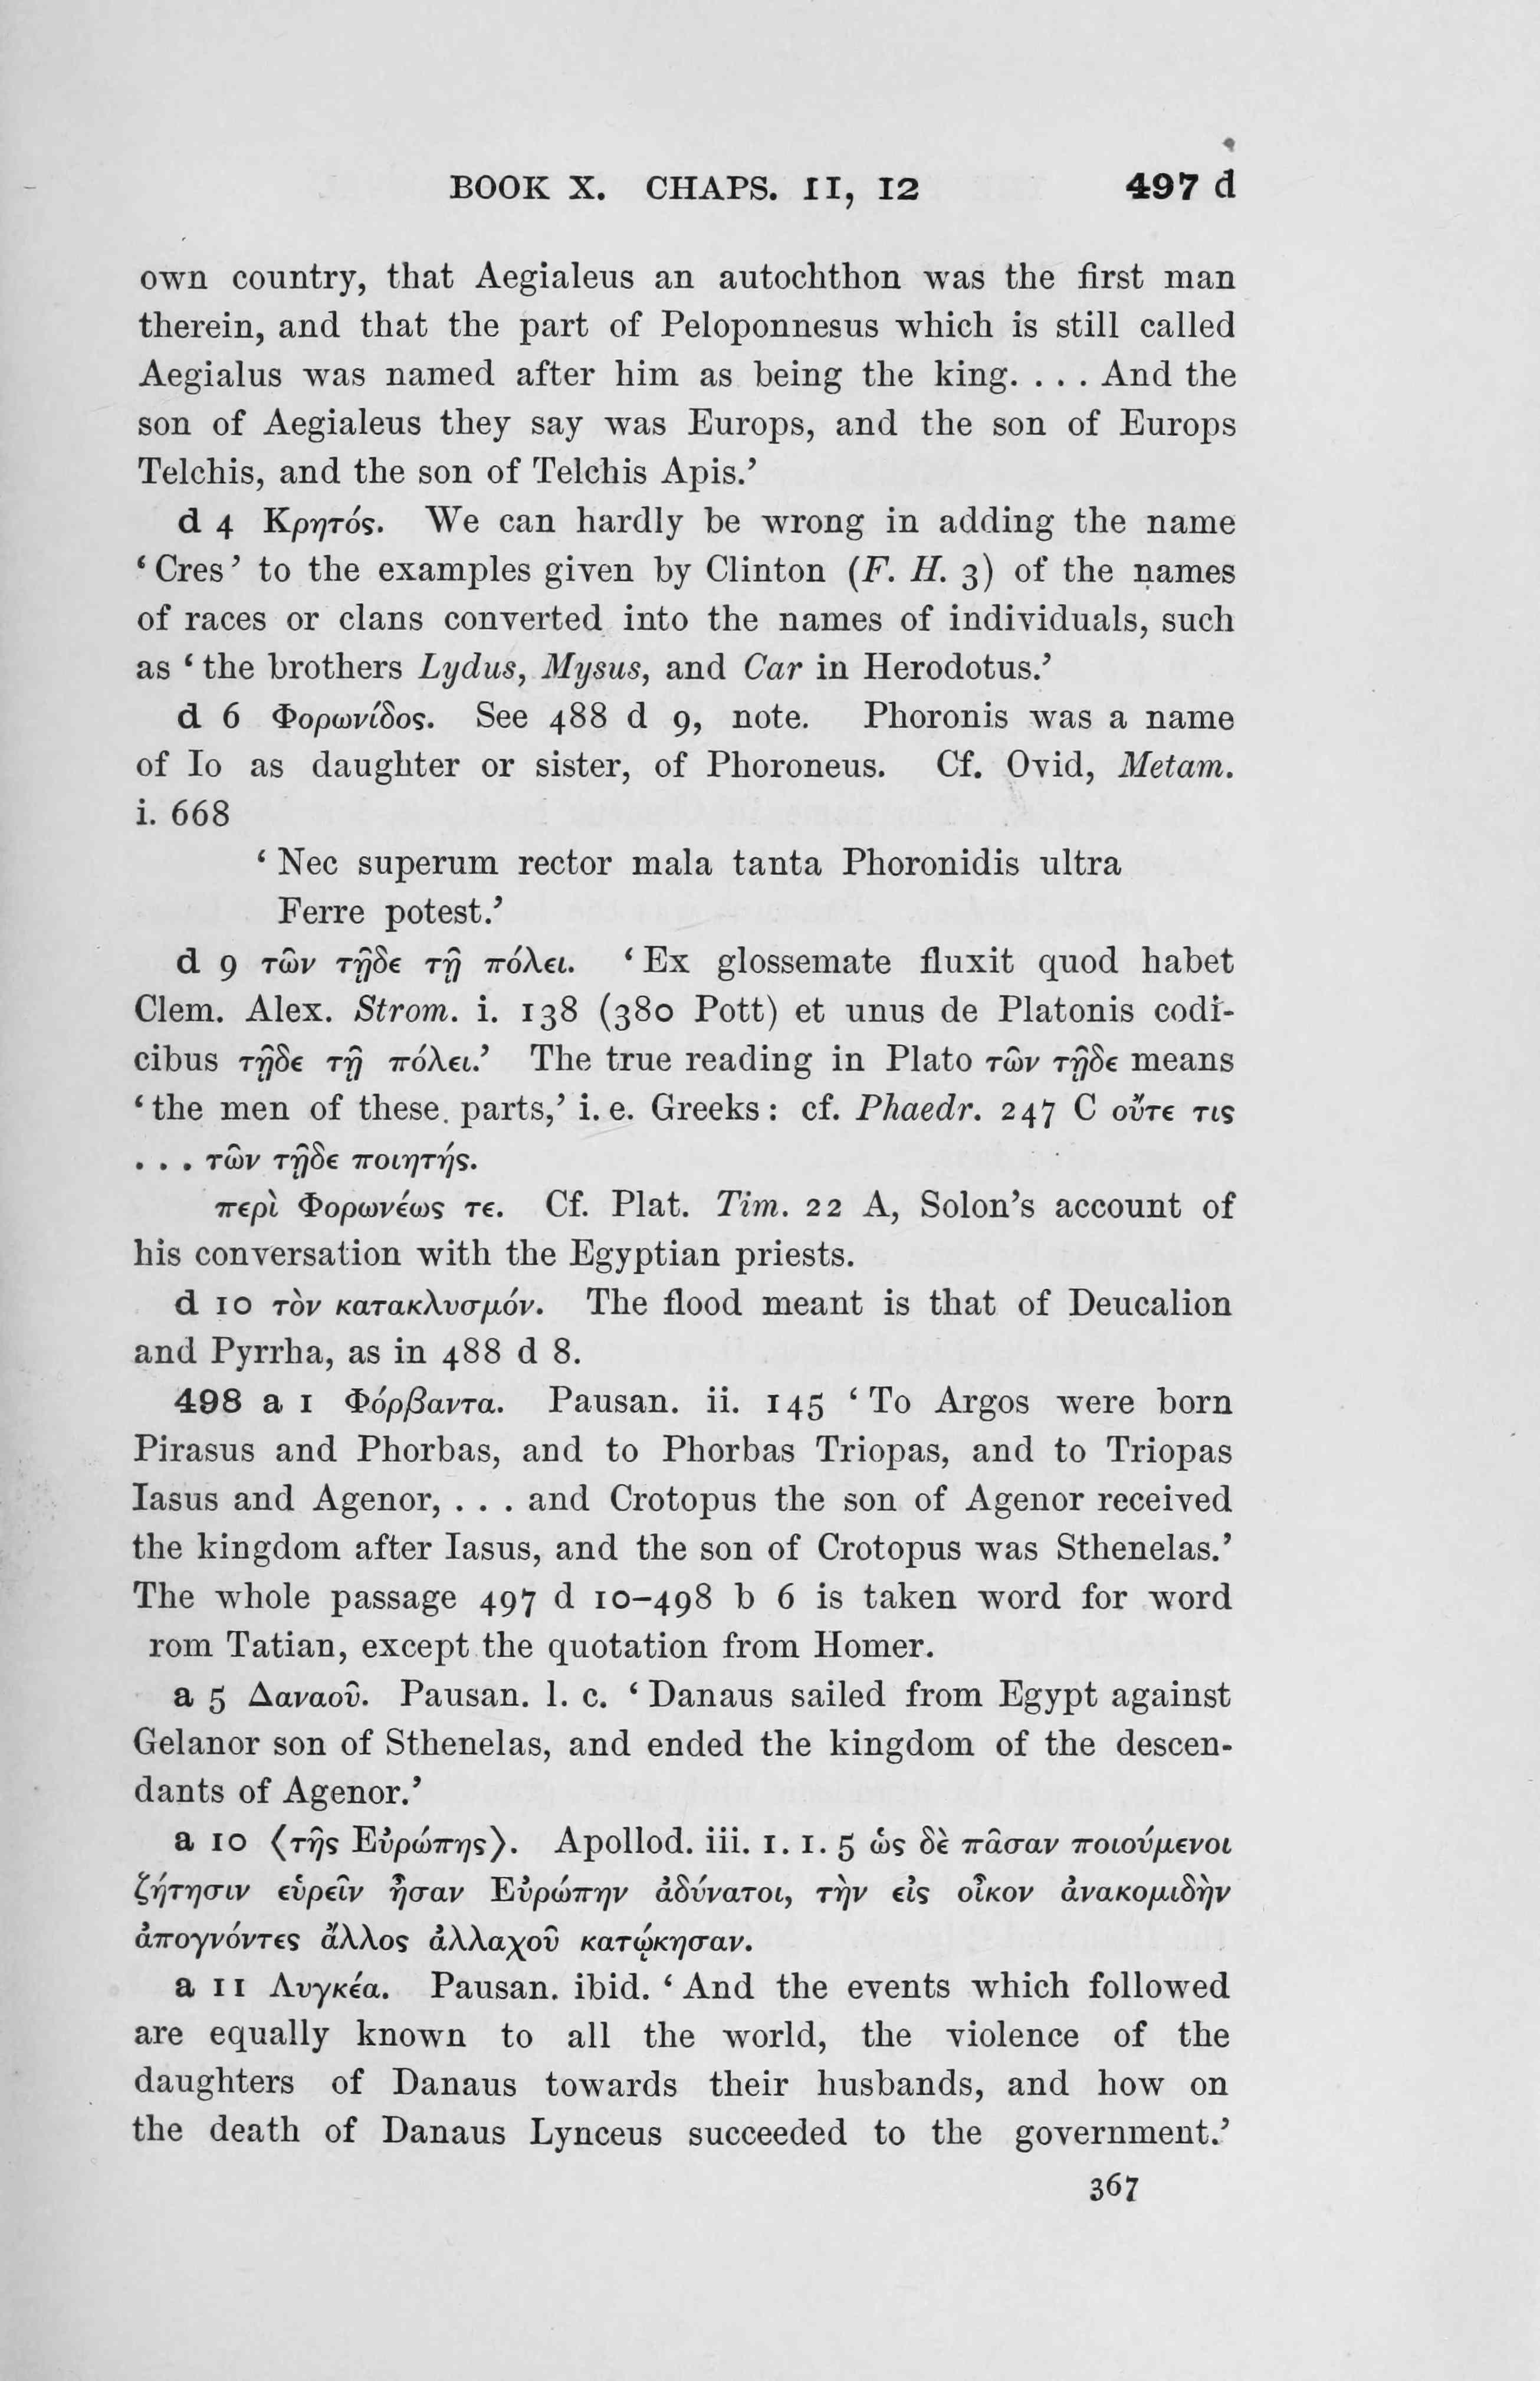 BOOK X. CHAPS. 11, 12 497 d
own country, that Aegialeus an autochthon was the first man
therein, and that the part of Peloponnesus which is still called
Aegialus was named after him as being the king. . . . And the
son of Aegialeus they say was Europs, and the son of Europs
Telchis, and the son of Telchis Apis.’
d 4 Κρητός. We can hardly be wrong in adding the name
‘Cres’ to the examples given by Clinton (F. H. 3) of the names
of races or clans converted into the names of individuals, such
as ‘the brothers Lydus, Mysus, and Car in Herodotus.’
d 6 Φορωνίδος. See 488 d 9, note. Phoronis was a name
of Io as daughter or sister, of Phoroneus. Cf. Ovid, Metam.
i. 668
‘Nec superum rector mala tanta Phoronidis ultra
Ferre potest.’
d 9 τῶν τῇδε τῇ πόλει. ‘Ex glossemate fluxit quod habet
Clem. Alex. Strom. i. 138 (380 Pott) et unus de Platonis codi-
cibus τῇδε τῇ πόλει.’ The true reading in Plato τῶν τῇδε means
‘the men of these parts,’ i. e. Greeks: cf. Phaedr. 247 C οὔτε τις
. . . τῶν τῇδε ποιητής.
περὶ Φορωνέως τε. Cf. Plat. Tim. 22 A, Solon’s account of
his conversation with the Egyptian priests.
d 10 τὸν κατακλυσμόν. The flood meant is that of Deucalion
and Pyrrha, as in 488 d 8.
498 a 1 Φόρβαντα. Pausan. ii. 145 ‘To Argos were born
Pirasus and Phorbas, and to Phorbas Triopas, and to Triopas
Iasus and Agenor, . . . and Crotopus the son of Agenor received
the kingdom after Iasus, and the son of Crotopus was Sthenelas.’
The whole passage 497 d 10–498 b 6 is taken word for word
rom Tatian, except the quotation from Homer.
a 5 Δαναοῦ. Pausan. l. c. ‘Danaus sailed from Egypt against
Gelanor son of Sthenelas, and ended the kingdom of the descen-
dants of Agenor.’
a 10 ⟨τῆς Εὐρώπης⟩. Apollod. iii. 1. 1. 5 ὡς δὲ πᾶσαν ποιούμενοι
ζήτησιν εὑρεῖν ἦσαν Εὐρώπην ἀδύνατοι, τὴν εἰς οἶκον ἀνακομιδὴν
ἀπογνόντες ἄλλος ἀλλαχοῦ κατῴκησαν.
a 11 Λυγκέα. Pausan. ibid. ‘And the events which followed
are equally known to all the world, the violence of the
daughters of Danaus towards their husbands, and how on
the death of Danaus Lynceus succeeded to the government.’
367